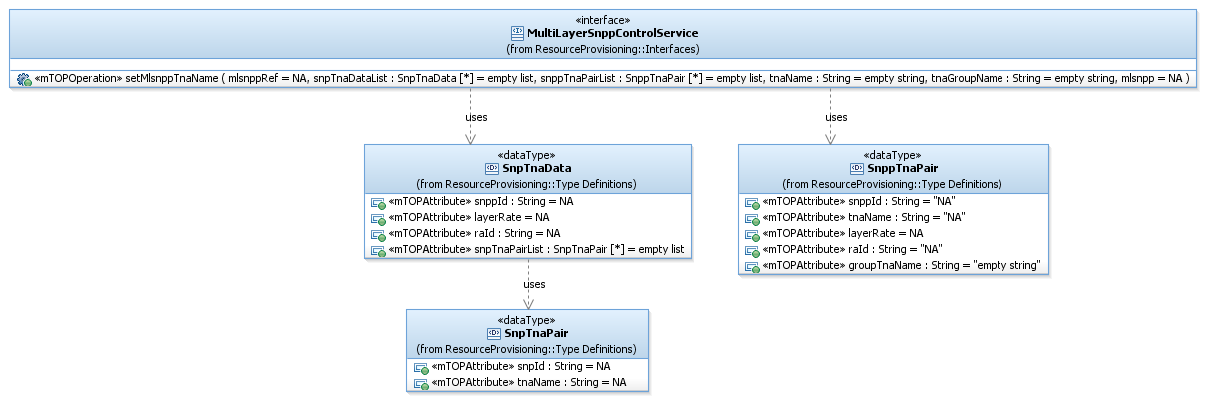 «interface»
MultiLayerSnppControlService
(from ResourceProvisioning::Interfaces)
«mTOPOperation» setMlsnppTnaName ( mlsnppRef = NA, snpTnaDataList : SnpTnaData [*] = empty list, snppTnaPairList : SnppTnaPair [*] = empty list, tnaName : String = empty string, tnaGroupName : String = empty string, mlsnpp = NA )
uses
uses
«dataType»
SnpTnaData
(from ResourceProvisioning::Type Definitions)
«mTOPAttribute» snppId : String = NA
«mTOPAttribute» layerRate = NA
«mTOPAttribute» raId : String = NA
«mTOPAttribute» snpTnaPairList : SnpTnaPair [*] = empty list
«dataType»
SnppTnaPair
(from ResourceProvisioning::Type Definitions)
«mTOPAttribute» snppId : String = "NA"
«mTOPAttribute» tnaName : String = "NA"
«mTOPAttribute» layerRate = NA
«mTOPAttribute» raId : String = "NA"
«mTOPAttribute» groupTnaName : String = "empty string"
uses
«dataType»
SnpTnaPair
(from ResourceProvisioning::Type Definitions)
«mTOPAttribute» snpId : String = NA
«mTOPAttribute» tnaName : String = NA